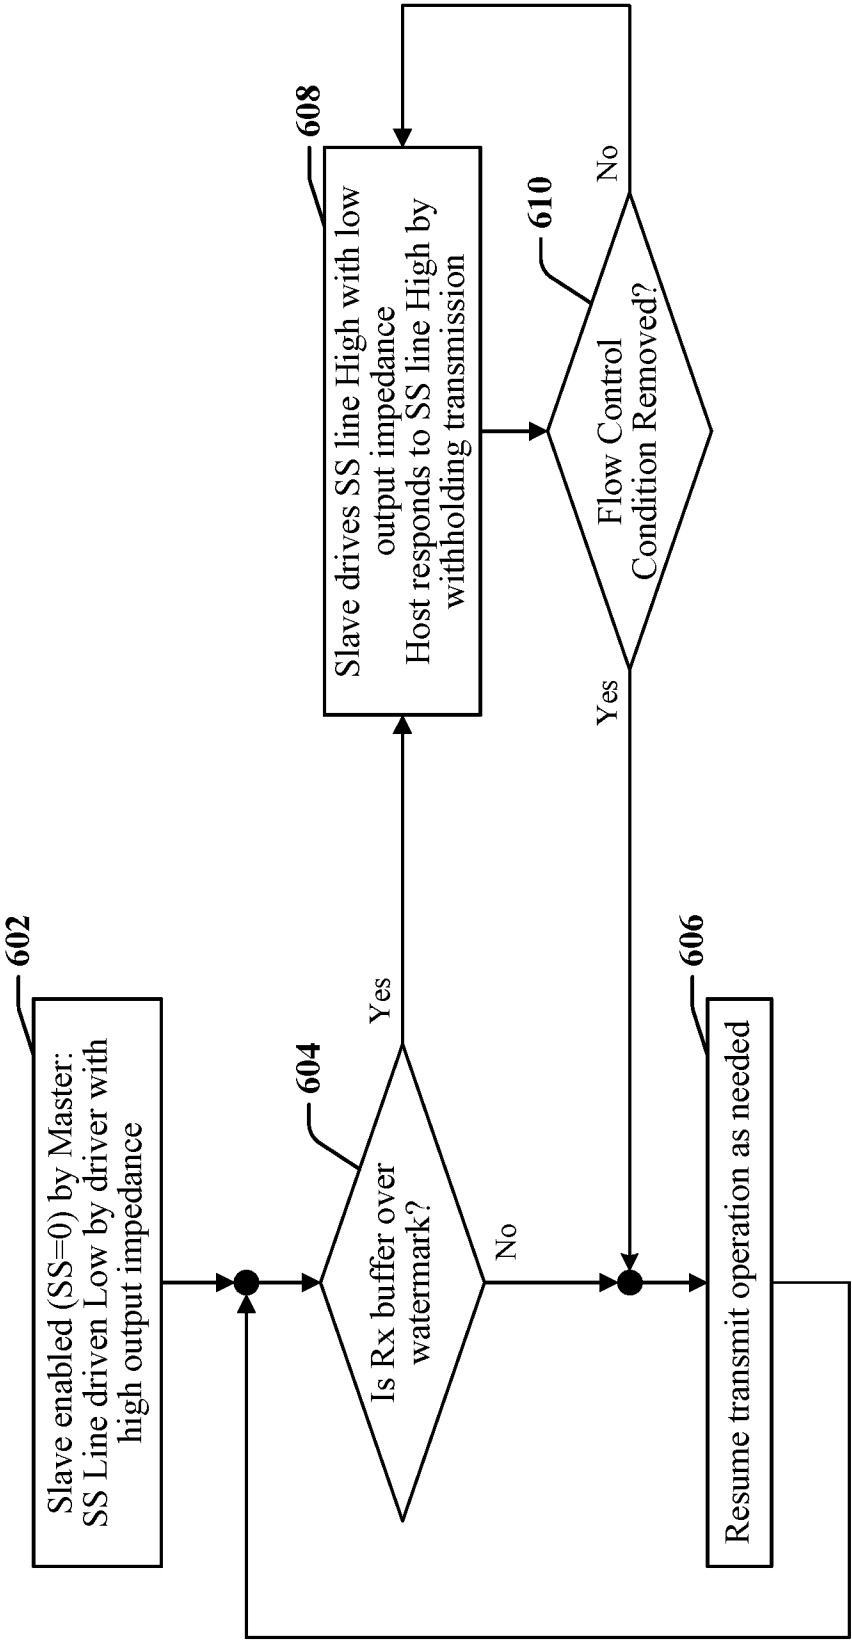 602
Slave enabled (SS=0) by Master:
SS Line driven Low by driver with
high output impedance
604
Is Rx buffer over
watermark?
Yes
No
608
Slave drives SS line High with low
output impedance
Host responds to SS line High by
withholding transmission
610
Flow Control
Condition Removed?
Yes
No
606
Resume transmit operation as needed